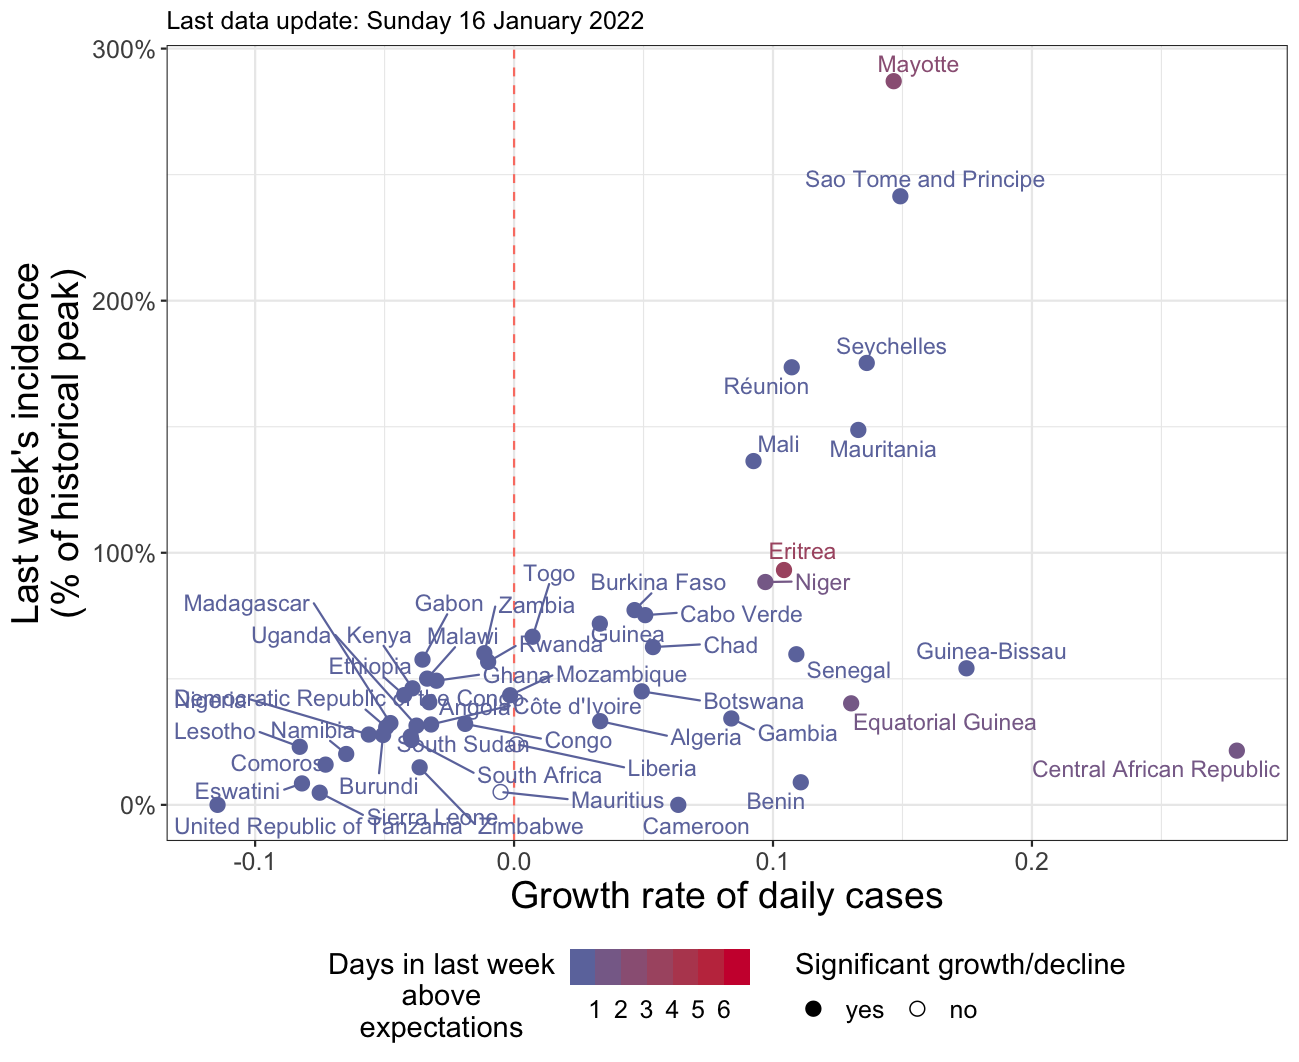 Last data update: Sunday 16 January 2022
300%
200%
100%
0%
Last week's incidence
(% of historical peak)
Mayotte
Sao Tome and Principe
Seychelles
Réunion
Mali
Mauritania
Eritrea
Niger
Togo
Burkina Faso
Madagascar
Gabon
Zambia
Cabo Verde
Uganda
Kenya
Malawi
Guinea
Rwanda
Chad
Guinea-Bissau
Ethiopia
Senegal
Ghana
Mozambique
Democratic Republic of the Congo
Nigeria
Angola
Côte d'Ivoire
Botswana
Equatorial Guinea
Lesotho
Namibia
Gambia
South Sudan
Congo
Algeria
Comoros
South Africa
Liberia
Central African Republic
Burundi
Eswatini
Mauritius
Benin
Sierra Leone
United Republic of Tanzania
Zimbabwe
Cameroon
-0.1
0.0
0.1
0.2
Growth rate of daily cases
Days in last week
above
expectations
1 2 3 4 5 6
Significant growth/decline
yes
no